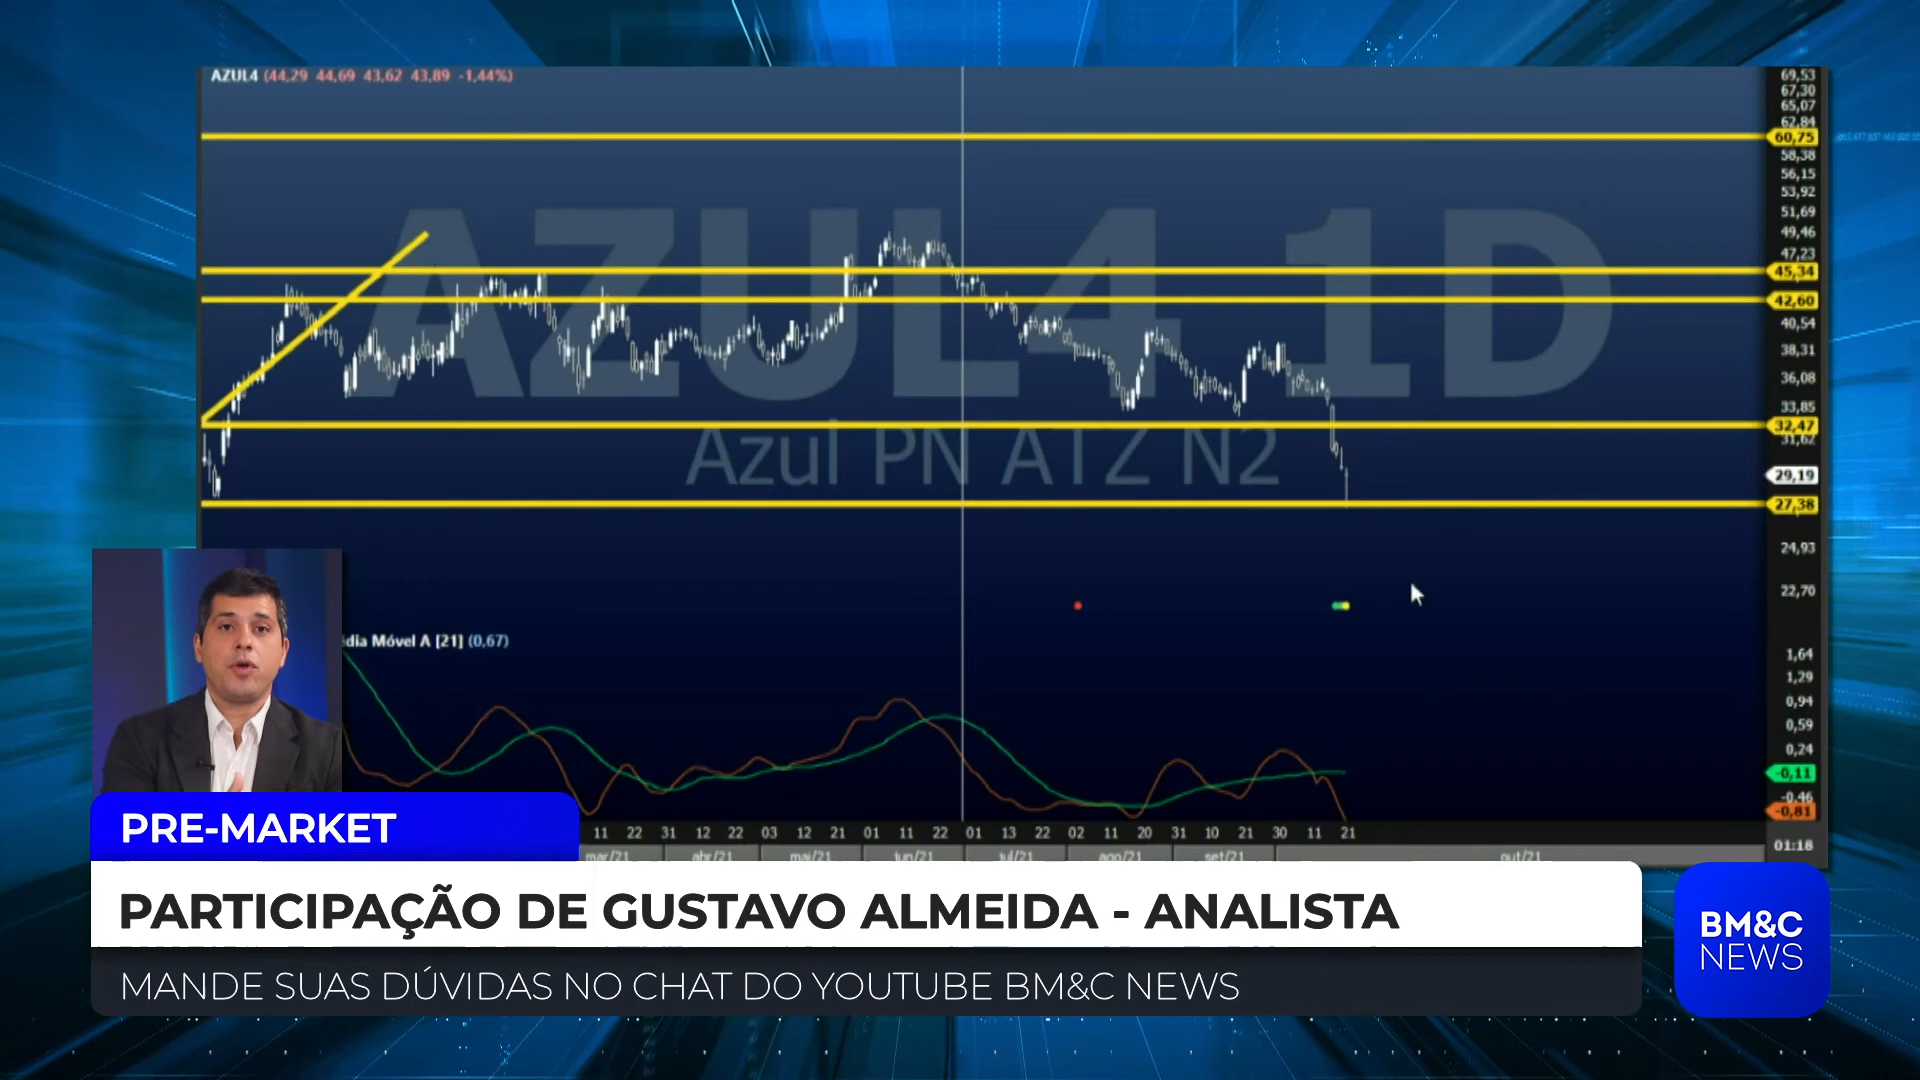 AZUL4 (44,29 44,69 43,62 43,89 -1,44%)
69,53
67,30
65,07
62,84
60,75
58,38
56,15
53,92
51,69
49,46
47,23
45,34
42,60
40,54
38,31
36,08
33,85
32,47
31,62
29,19
27,38
24,93
22,70
AZUL4 1D
Azul PN ATZ N2
édia Móvel A [21] (0,67)
1,64
1,29
0,94
0,59
0,24
-0,11
-0,46
-0,81
11 22 31 12 22 03 12 21 01 11 22 01 13 22 02 11 20 31 10 21 30 11 21
01:18
mar/21 abr/21 mai/21 jun/21 jul/21 ago/21 set/21 out/21
PRE-MARKET
PARTICIPAÇÃO DE GUSTAVO ALMEIDA - ANALISTA
MANDE SUAS DÚVIDAS NO CHAT DO YOUTUBE BM&C NEWS
BM&C
NEWS